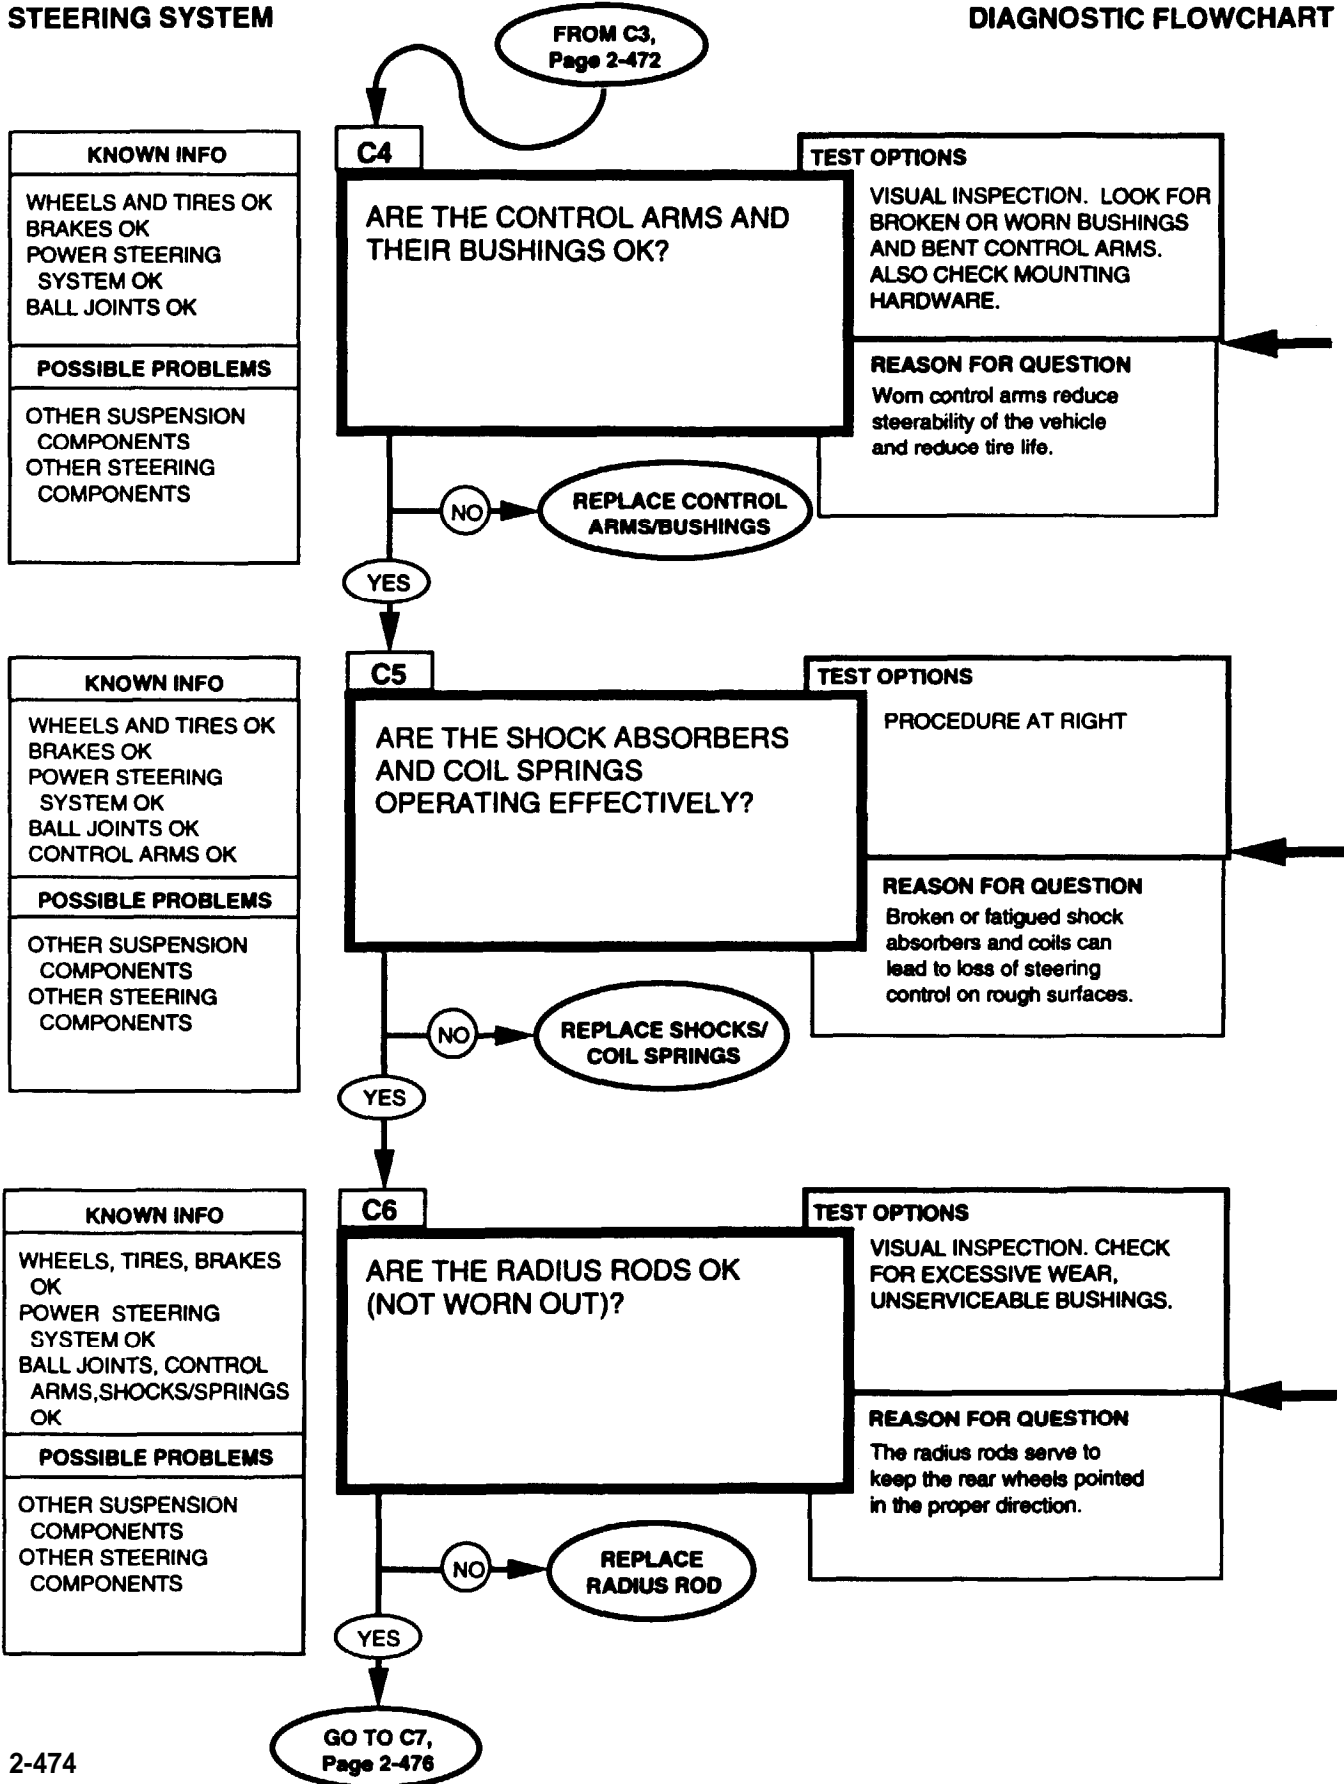 STEERING SYSTEM
DIAGNOSTIC FLOWCHART
FROM C3,
Page 2-472
KNOWN INFO
WHEELS AND TIRES OK
BRAKES OK
POWER STEERING
SYSTEM OK
BALL JOINTS OK
POSSIBLE PROBLEMS
OTHER SUSPENSION
COMPONENTS
OTHER STEERING
COMPONENTS
C4
ARE THE CONTROL ARMS AND
THEIR BUSHINGS OK?
TEST OPTIONS
VISUAL INSPECTION. LOOK FOR
BROKEN OR WORN BUSHINGS
AND BENT CONTROL ARMS.
ALSO CHECK MOUNTING
HARDWARE.
REASON FOR QUESTION
Worn control arms reduce
steerability of the vehicle
and reduce tire life.
NO
REPLACE CONTROL
ARMS/BUSHINGS
YES
KNOWN INFO
WHEELS AND TIRES OK
BRAKES OK
POWER STEERING
SYSTEM OK
BALL JOINTS OK
CONTROL ARMS OK
POSSIBLE PROBLEMS
OTHER SUSPENSION
COMPONENTS
OTHER STEERING
COMPONENTS
C5
ARE THE SHOCK ABSORBERS
AND COIL SPRINGS
OPERATING EFFECTIVELY?
TEST OPTIONS
PROCEDURE AT RIGHT
REASON FOR QUESTION
Broken or fatigued shock
absorbers and coils can
lead to loss of steering
control on rough surfaces.
NO
REPLACE SHOCKS/
COIL SPRINGS
YES
KNOWN INFO
WHEELS, TIRES, BRAKES
OK
POWER STEERING
SYSTEM OK
BALL JOINTS, CONTROL
ARMS,SHOCKS/SPRINGS
OK
POSSIBLE PROBLEMS
OTHER SUSPENSION
COMPONENTS
OTHER STEERING
COMPONENTS
C6
ARE THE RADIUS RODS OK
(NOT WORN OUT)?
TEST OPTIONS
VISUAL INSPECTION. CHECK
FOR EXCESSIVE WEAR,
UNSERVICEABLE BUSHINGS.
REASON FOR QUESTION
The radius rods serve to
keep the rear wheels pointed
in the proper direction.
NO
REPLACE
RADIUS ROD
YES
GO TO C7,
Page 2-476
2-474